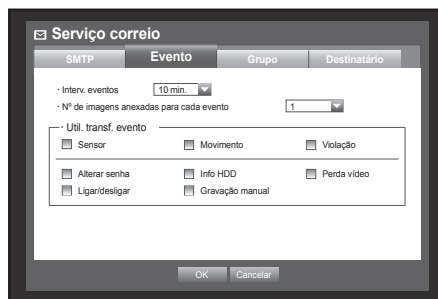 Serviço correio
SMTP Evento Grupo Destinatário
· Interv. eventos 10 min.
· Nº de imagens anexadas para cada evento 1
· Util. transf. evento
Sensor Movimento Violação
Alterar senha Info HDD Perda vídeo
Ligar/desligar Gravação manual
OK Cancelar